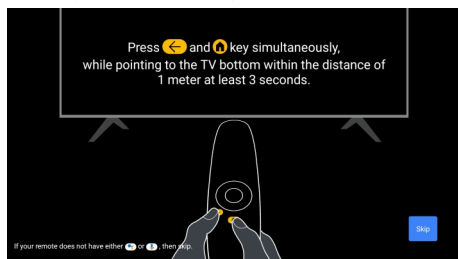 Press and key simultaneously,
while pointing to the TV bottom within the distance of
1 meter at least 3 seconds.
Skip
If your remote does not have either or , then skip.